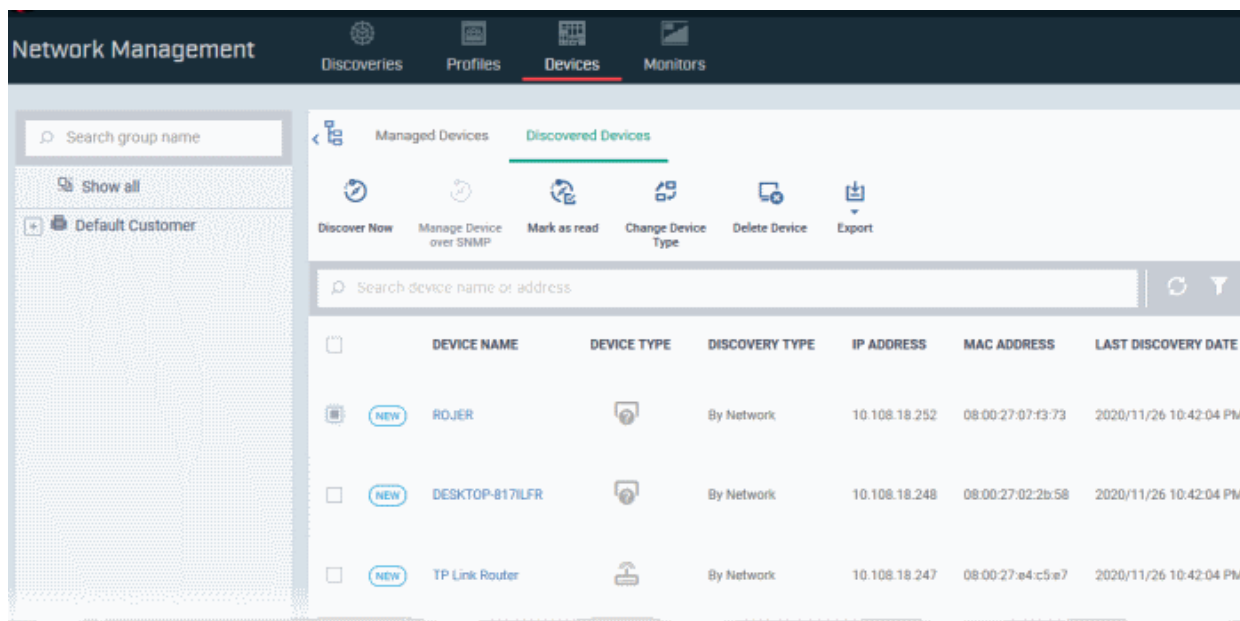 Network Management
Discoveries Profiles Devices Monitors
Search group name
Show all
Default Customer
Managed Devices Discovered Devices
Discover Now Manage Device over SNMP Mark as read Change Device Type Delete Device Export
Search device name or address
DEVICE NAME DEVICE TYPE DISCOVERY TYPE IP ADDRESS MAC ADDRESS LAST DISCOVERY DATE
NEW ROJER By Network 10.108.18.252 08:00:27:07:f3:73 2020/11/26 10:42:04 PM
NEW DESKTOP-817ILFR By Network 10.108.18.248 08:00:27:02:2b:58 2020/11/26 10:42:04 PM
NEW TP Link Router By Network 10.108.18.247 08:00:27:e4:c5:e7 2020/11/26 10:42:04 PM